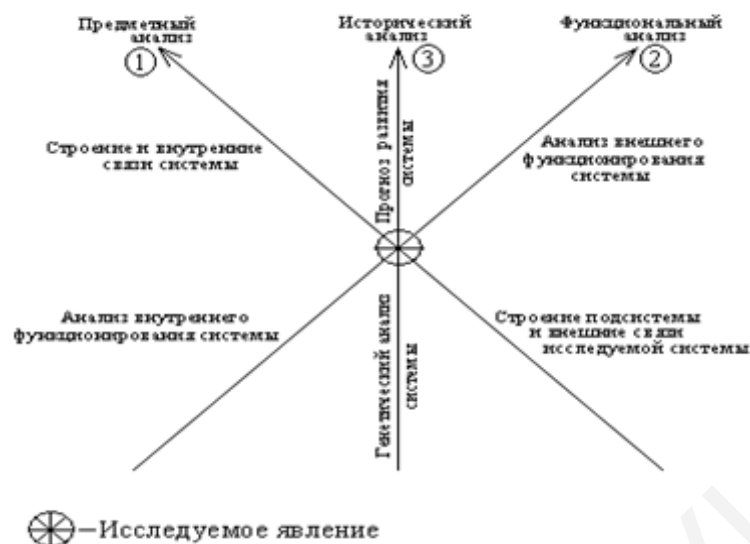 Предметный
анализ
1
Исторический
анализ
3
Функциональный
анализ
2
Строение и внутренние
связи системы
Прогноз развития
системы
Анализ внешнего
функционирования
системы
Анализ внутреннего
функционирования системы
Генетический анализ
системы
Строение подсистемы
и внешние связи
исследуемой системы
–Исследуемое явление